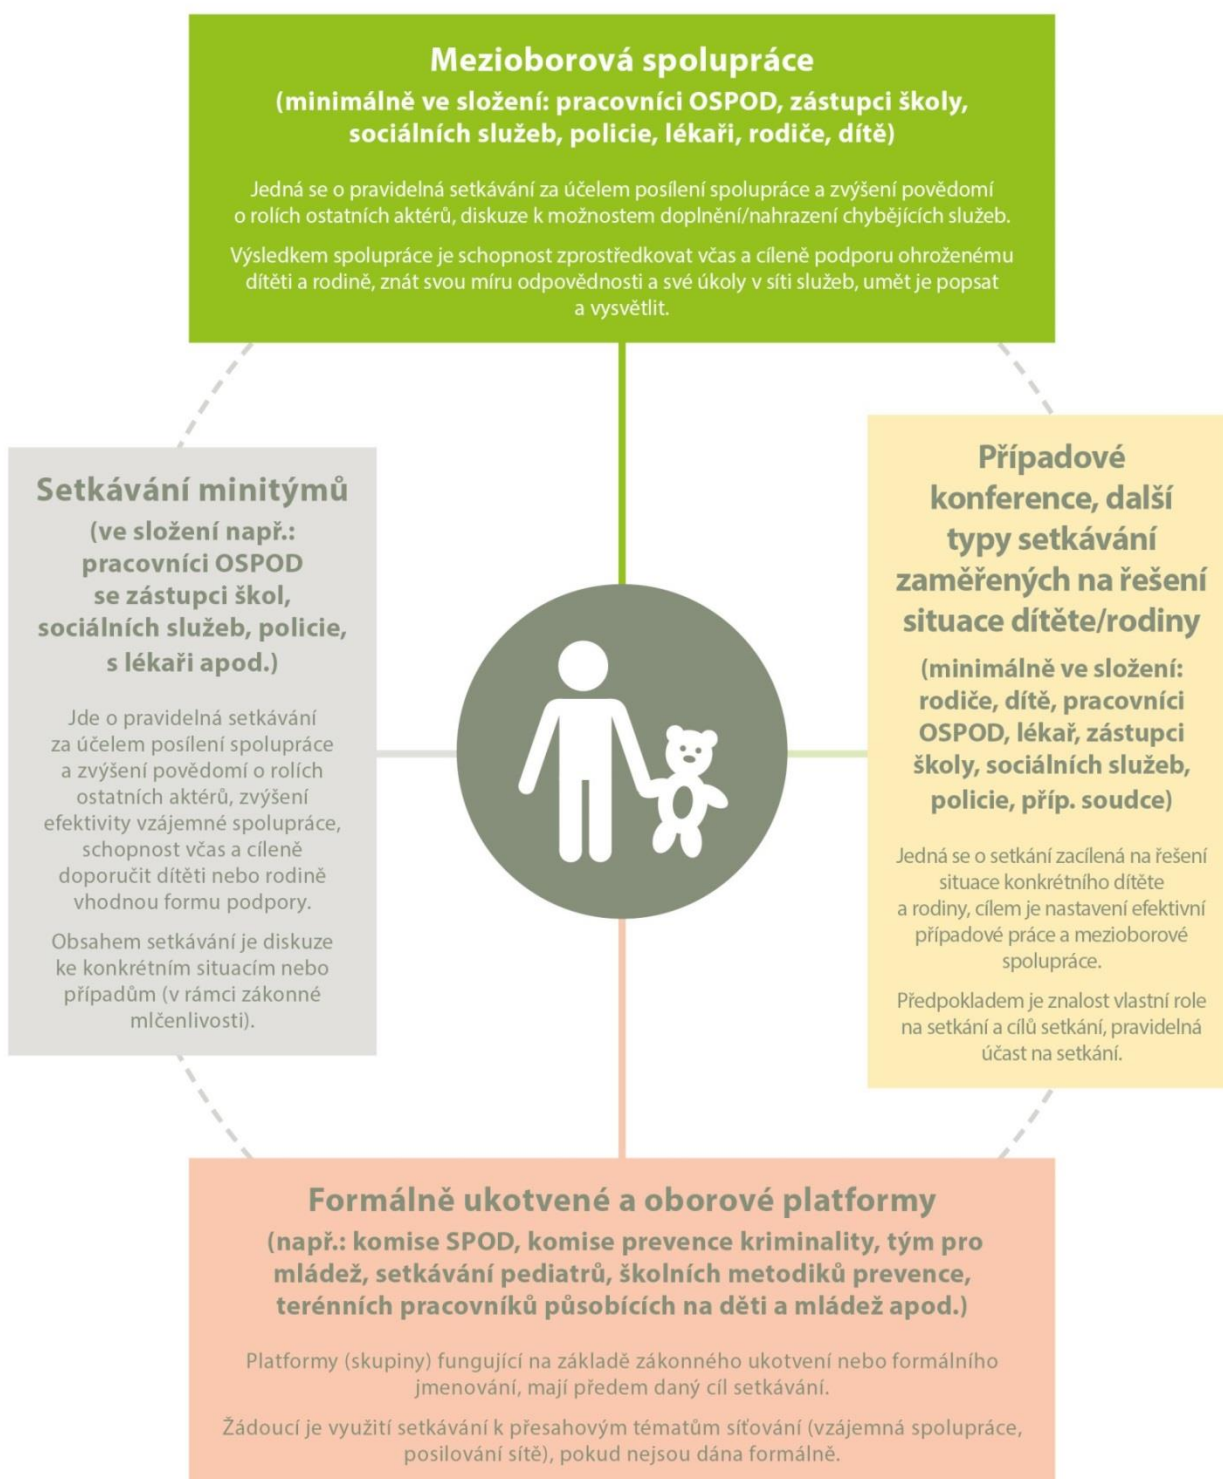 Mezioborová spolupráce
(minimálně ve složení: pracovníci OSPOD, zástupci školy,
sociálních služeb, policie, lékaři, rodiče, dítě)
Jedná se o pravidelná setkávání za účelem posílení spolupráce a zvýšení povědomí
o rolích ostatních aktérů, diskuze k možnostem doplnění/nahrazení chybějících služeb.
Výsledkem spolupráce je schopnost zprostředkovat včas a cíleně podporu ohroženému
dítěti a rodině, znát svou míru odpovědnosti a své úkoly v síti služeb, umět je popsat
a vysvětlit.
Setkávání minitýmů
(ve složení např.:
pracovníci OSPOD
se zástupci škol,
sociálních služeb, policie,
s lékaři apod.)
Jde o pravidelná setkávání
za účelem posílení spolupráce
a zvýšení povědomí o rolích
ostatních aktérů, zvýšení
efektivity vzájemné spolupráce,
schopnost včas a cíleně
doporučit dítěti nebo rodině
vhodnou formu podpory.
Obsahem setkávání je diskuze
ke konkrétním situacím nebo
případům (v rámci zákonné
mlčenlivosti).
Případové
konference, další
typy setkávání
zaměřených na řešení
situace dítěte/rodiny
(minimálně ve složení:
rodiče, dítě, pracovníci
OSPOD, lékař, zástupci
školy, sociálních služeb,
policie, příp. soudce)
Jedná se o setkání zacílená na řešení
situace konkrétního dítěte
a rodiny, cílem je nastavení efektivní
případové práce a mezioborové
spolupráce.
Předpokladem je znalost vlastní role
na setkání a cílů setkání, pravidelná
účast na setkání.
Formálně ukotvené a oborové platformy
(např.: komise SPOD, komise prevence kriminality, tým pro
mládež, setkávání pediatrů, školních metodiků prevence,
terénních pracovníků působících na děti a mládež apod.)
Platformy (skupiny) fungující na základě zákonného ukotvení nebo formálního
jmenování, mají předem daný cíl setkávání.
Žádoucí je využití setkávání k přesahovým tématům síťování (vzájemná spolupráce,
posilování sítě), pokud nejsou dána formálně.